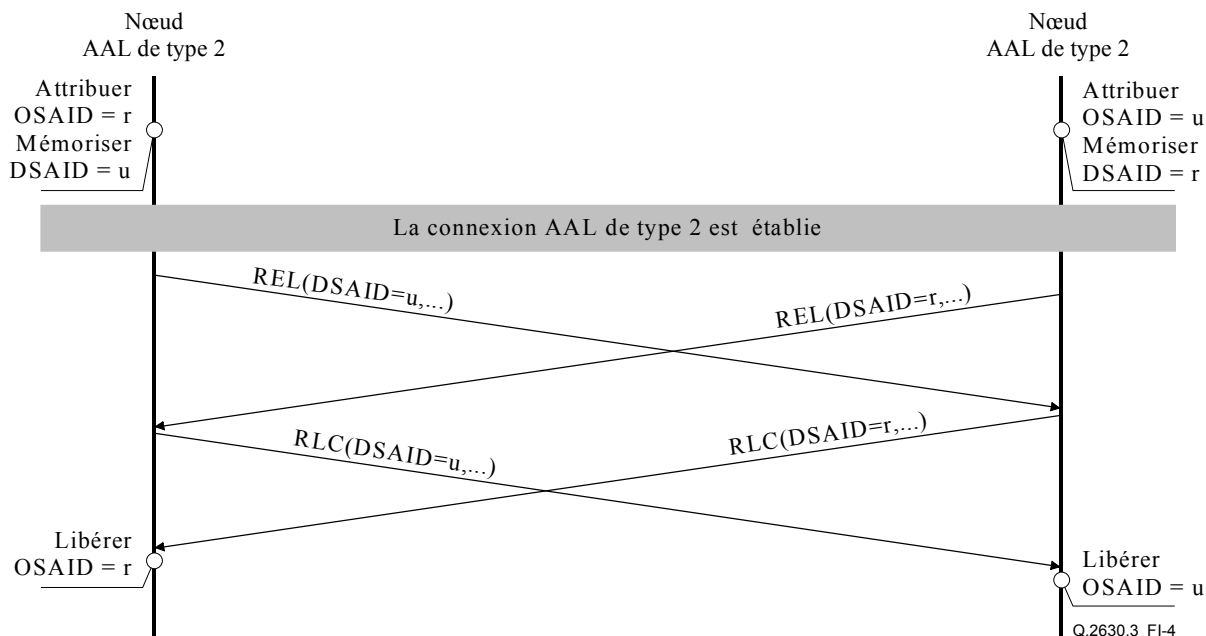 Nœud
AAL de type 2
Nœud
AAL de type 2
Attribuer
OSAID = r
Mémoriser
DSAID = u
Attribuer
OSAID = u
Mémoriser
DSAID = r
La connexion AAL de type 2 est établie
REL(DSAID=u,...)
REL(DSAID=r,...)
RLC(DSAID=u,...)
RLC(DSAID=r,...)
Libérer
OSAID = r
Libérer
OSAID = u
Q.2630.3_FI-4